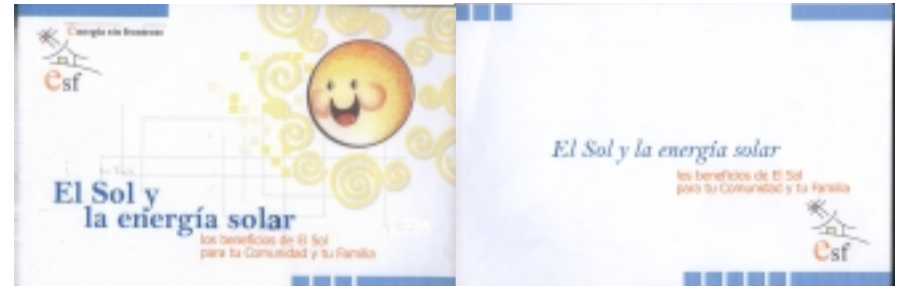 Energía sin fronteras
esf
El Sol y
la energía solar
los beneficios de El Sol
para tu Comunidad y tu Familia
El Sol y la energía solar
los beneficios de El Sol
para tu Comunidad y tu Familia
esf